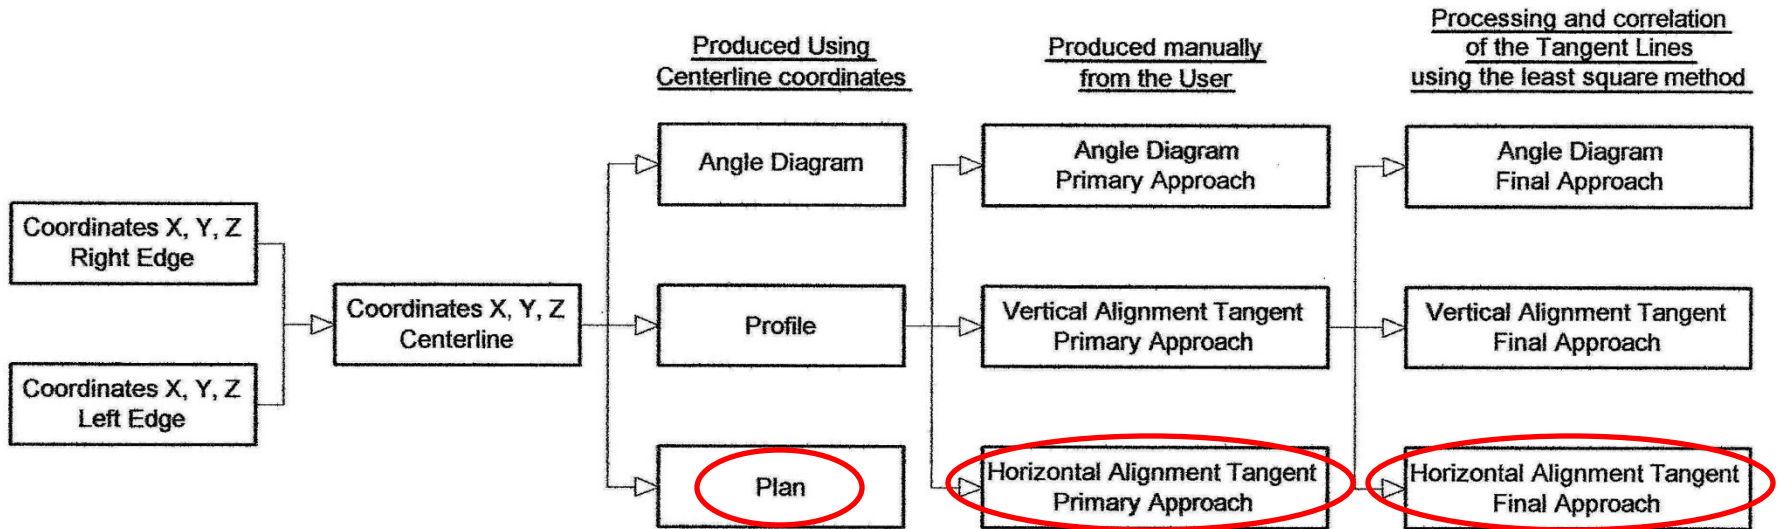 Produced Using
Centerline coordinates
Produced manually
from the User
Processing and correlation
of the Tangent Lines
using the least square method
Coordinates X, Y, Z
Right Edge
Coordinates X, Y, Z
Left Edge
Coordinates X, Y, Z
Centerline
Angle Diagram
Profile
Plan
Angle Diagram
Primary Approach
Vertical Alignment Tangent
Primary Approach
Horizontal Alignment Tangent
Primary Approach
Angle Diagram
Final Approach
Vertical Alignment Tangent
Final Approach
Horizontal Alignment Tangent
Final Approach